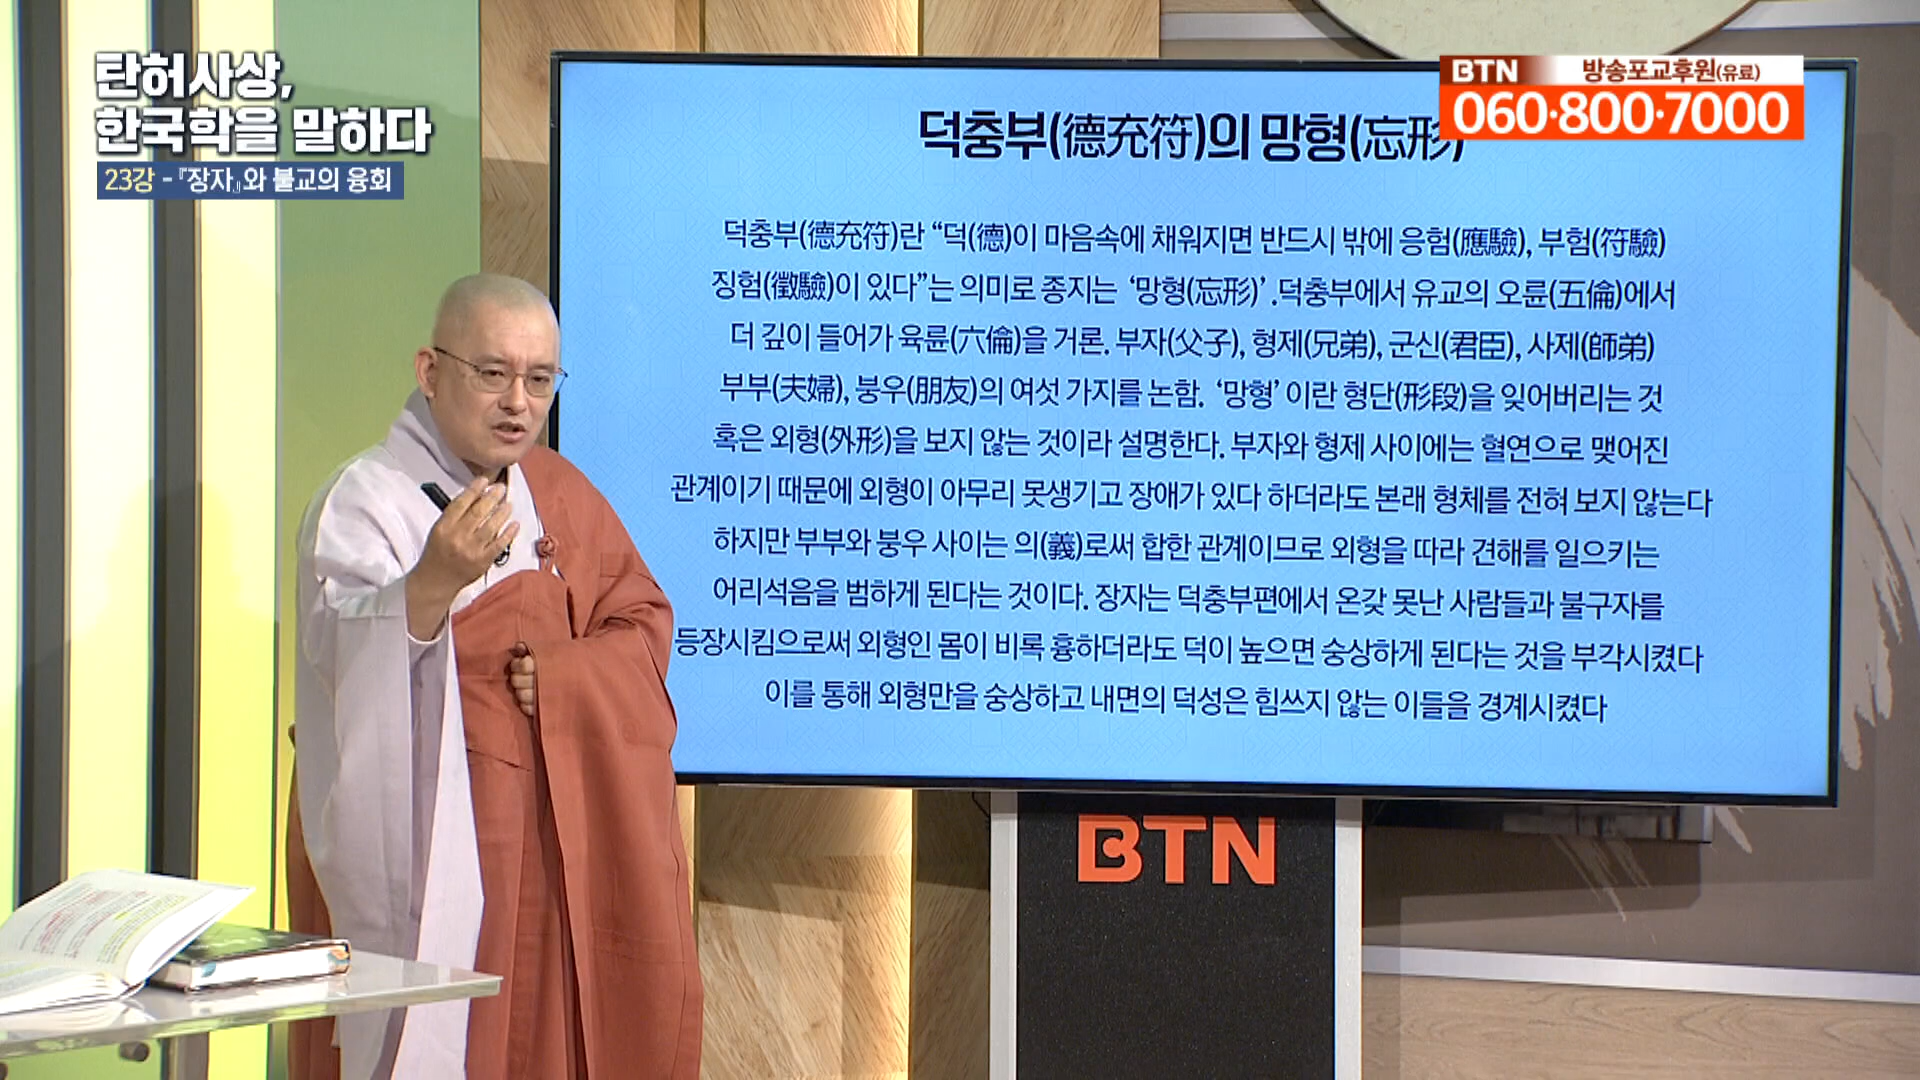 탄허사상,
한국학을 말하다
23강 - 『장자』와 불교의 융회
BTN 방송포교후원(유료)
060·800·7000
덕충부(德充符)의 망형(忘形)
덕충부(德充符)란 “덕(德)이 마음속에 채워지면 반드시 밖에 응험(應驗), 부험(符驗)
징험(徵驗)이 있다”는 의미로 종지는 ‘망형(忘形)’.덕충부에서 유교의 오륜(五倫)에서
더 깊이 들어가 육륜(六倫)을 거론. 부자(父子), 형제(兄弟), 군신(君臣), 사제(師弟)
부부(夫婦), 붕우(朋友)의 여섯 가지를 논함. ‘망형’ 이란 형단(形段)을 잊어버리는 것
혹은 외형(外形)을 보지 않는 것이라 설명한다. 부자와 형제 사이에는 혈연으로 맺어진
관계이기 때문에 외형이 아무리 못생기고 장애가 있다 하더라도 본래 형체를 전혀 보지 않는다
하지만 부부와 붕우 사이는 의(義)로써 합한 관계이므로 외형을 따라 견해를 일으키는
어리석음을 범하게 된다는 것이다. 장자는 덕충부편에서 온갖 못난 사람들과 불구자를
등장시킴으로써 외형인 몸이 비록 흉하더라도 덕이 높으면 숭상하게 된다는 것을 부각시켰다
이를 통해 외형만을 숭상하고 내면의 덕성은 힘쓰지 않는 이들을 경계시켰다
BTN